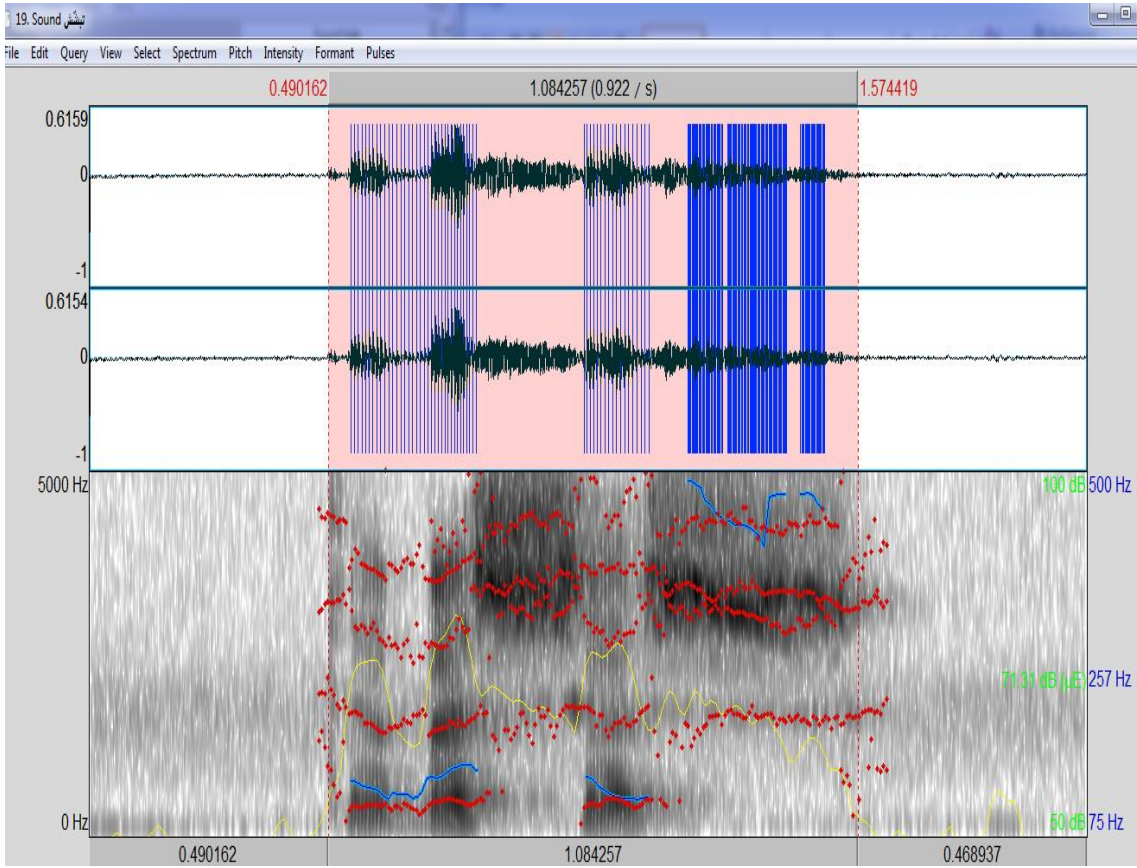 19. Sound تبشّش
File Edit Query View Select Spectrum Pitch Intensity Formant Pulses
0.490162 1.084257 (0.922 / s) 1.574419
0.6159
0
-1
0.6154
0
-1
5000 Hz 100 dB 500 Hz
71.31 dB (µE) 257 Hz
0 Hz 50 dB 75 Hz
0.490162 1.084257 0.468937